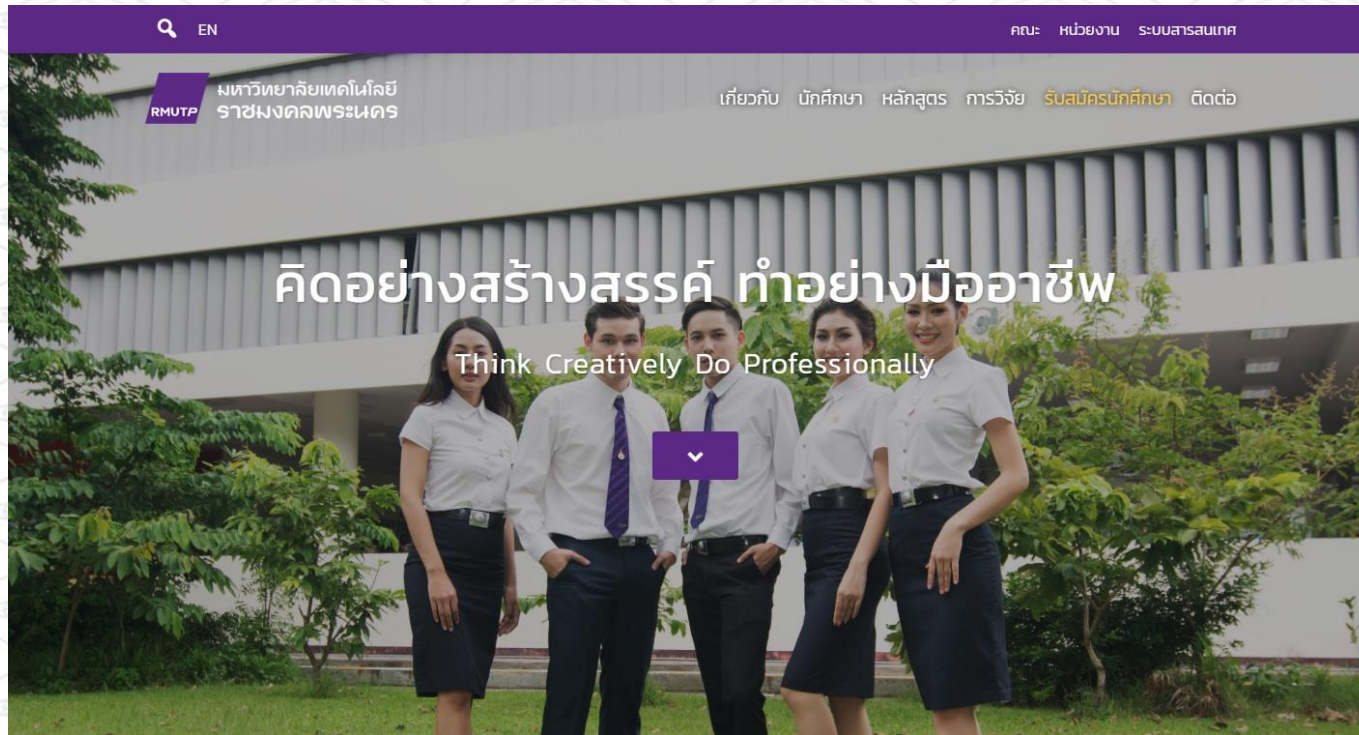 EN
คณะ หน่วยงาน ระบบสารสนเทศ
RMUTP
มหาวิทยาลัยเทคโนโลยี
ราชมงคลพระนคร
เกี่ยวกับ นักศึกษา หลักสูตร การวิจัย รับสมัครนักศึกษา ติดต่อ
คิดอย่างสร้างสรรค์ ทำอย่างมืออาชีพ
Think Creatively Do Professionally